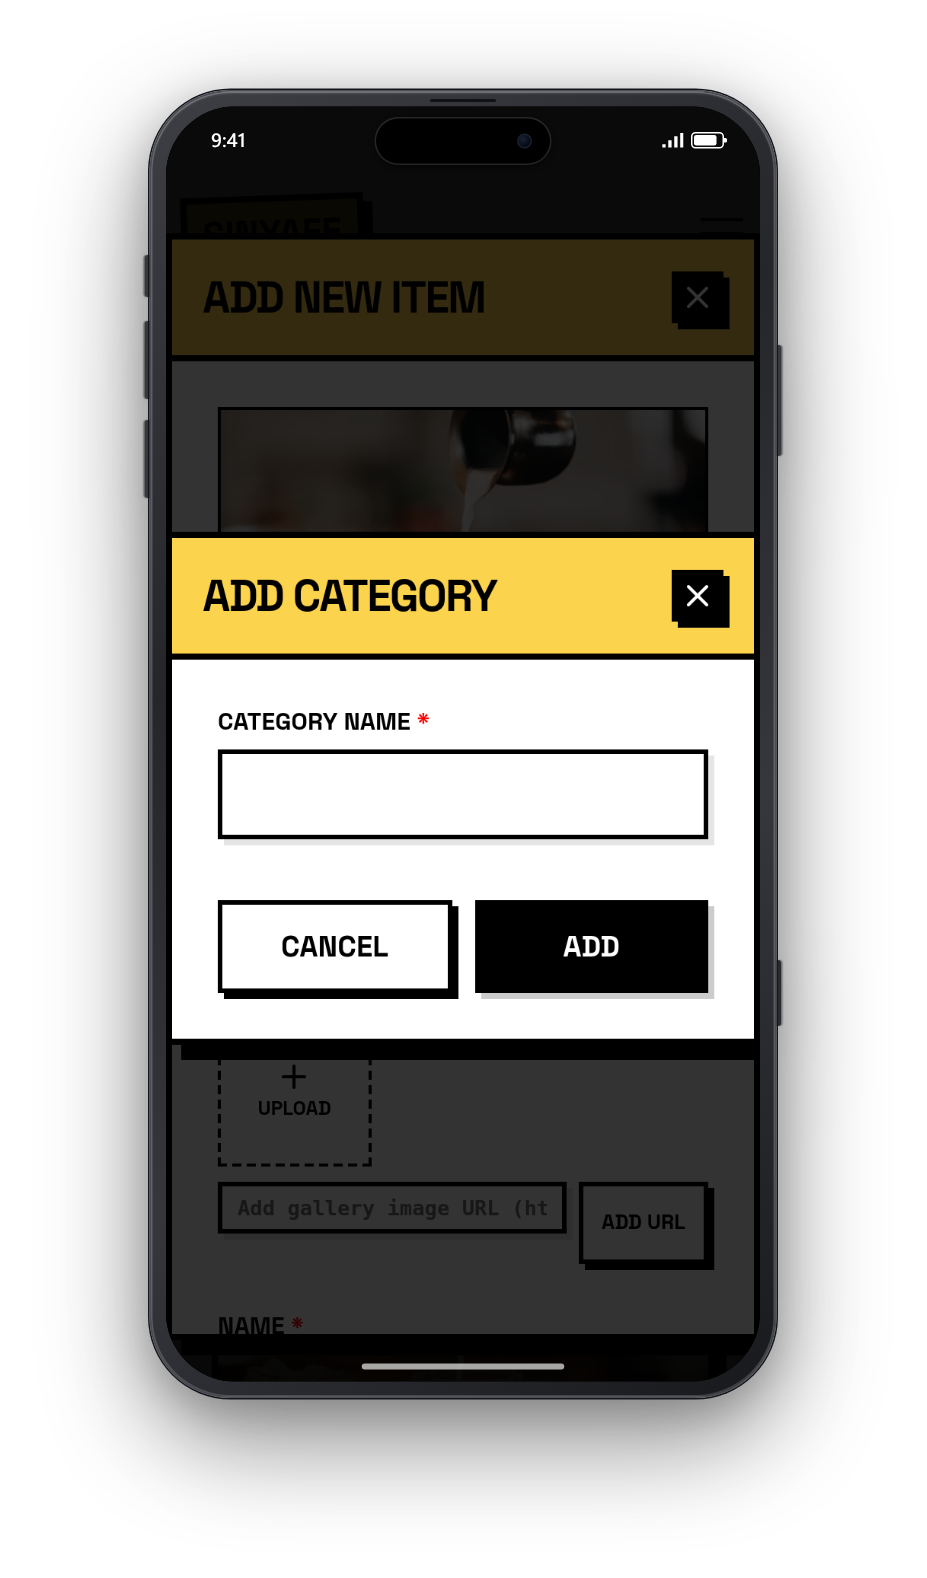 9:41
SINYAFE
ADD NEW ITEM
ADD CATEGORY
CATEGORY NAME *
CANCEL
ADD
UPLOAD
Add gallery image URL (ht
ADD URL
NAME *